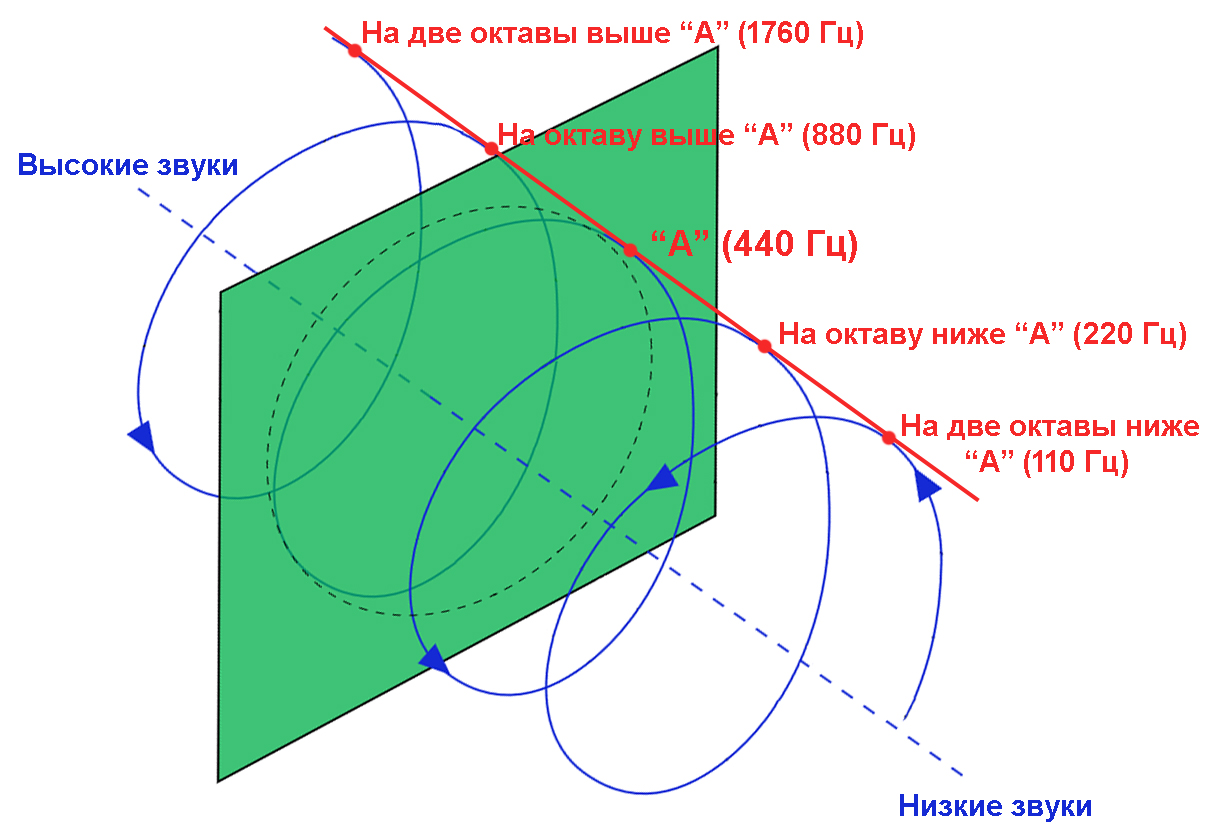 На две октавы выше “А” (1760 Гц)
На октаву выше “А” (880 Гц)
Высокие звуки
“А” (440 Гц)
На октаву ниже “А” (220 Гц)
На две октавы ниже
“А” (110 Гц)
Низкие звуки